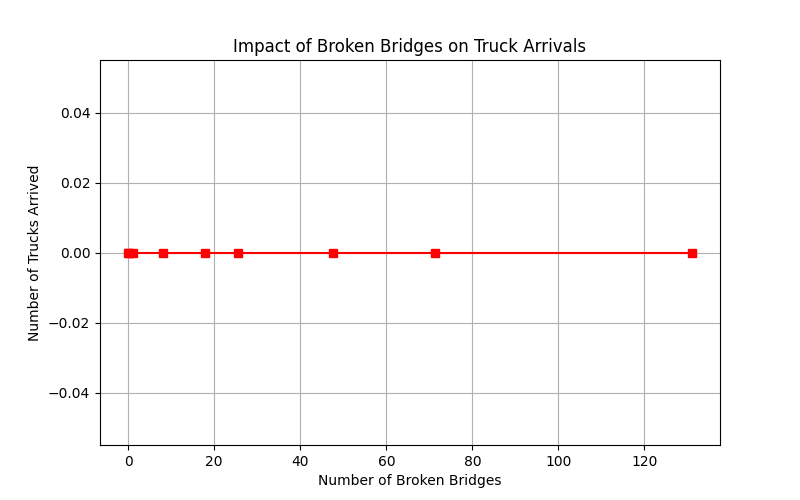 Impact of Broken Bridges on Truck Arrivals
Number of Trucks Arrived
0.04
0.02
0.00
−0.02
−0.04
0 20 40 60 80 100 120
Number of Broken Bridges